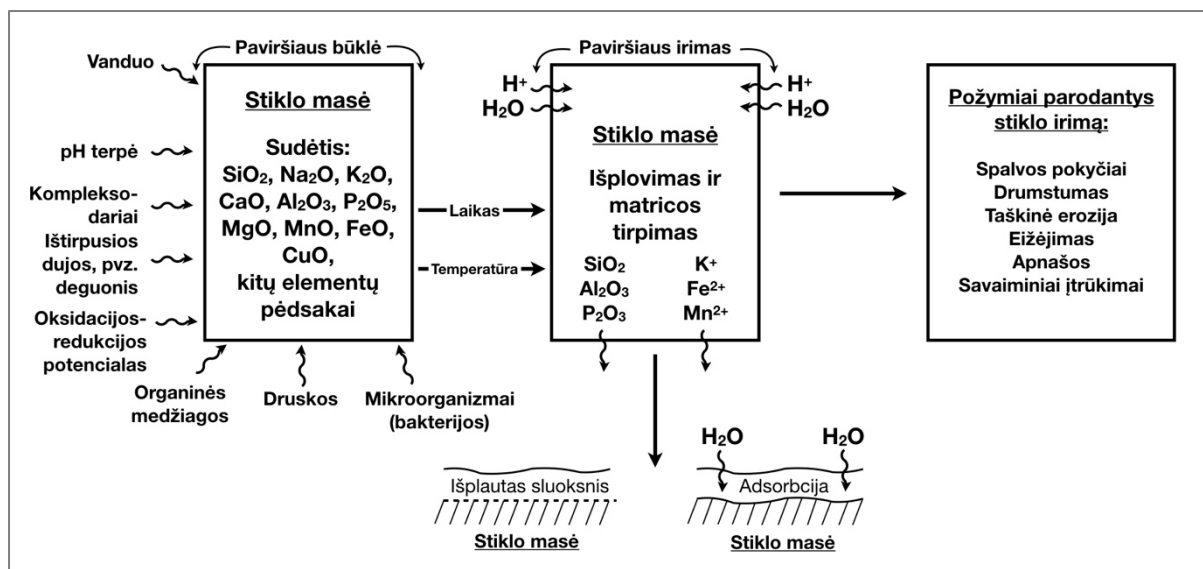 Paviršiaus būklė
Vanduo
pH terpė
Komplekso-
dariai
Ištirpusios
dujos, pvz.
deguonis
Oksidacijos-
redukcijos
potencialas
Organinės
medžiagos
Druskos
Mikroorganizmai
(bakterijos)
Stiklo masė
Sudėtis:
SiO₂, Na₂O, K₂O,
CaO, Al₂O₃, P₂O₅,
MgO, MnO, FeO,
CuO,
kitų elementų
pėdsakai
Laikas
Temperatūra
Paviršiaus irimas
H⁺ H⁺
H₂O H₂O
Stiklo masė
Išplovimas ir
matricos
tirpimas
SiO₂ K⁺
Al₂O₃ Fe²⁺
P₂O₃ Mn²⁺
Požymiai parodantys
stiklo irimą:
Spalvos pokyčiai
Drumstumas
Taškinė erozija
Eižėjimas
Apnašos
Savaiminiai įtrūkimai
Išplautas sluoksnis
Stiklo masė
H₂O H₂O
Adsorbcija
Stiklo masė